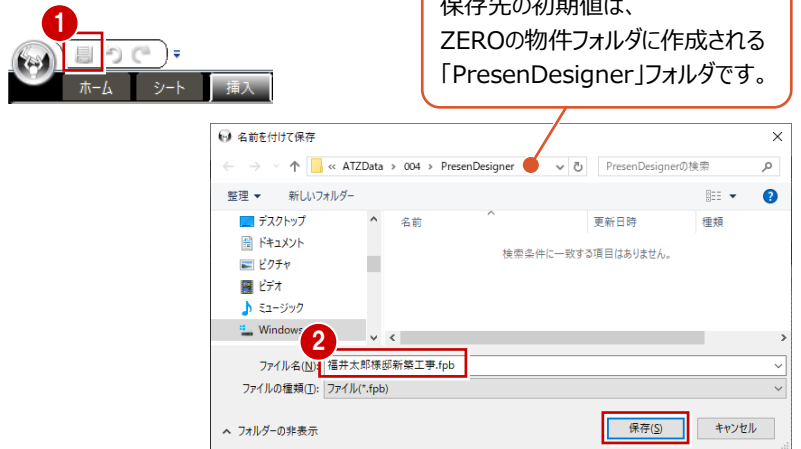 保存先の初期値は、
ZEROの物件フォルダに作成される
「PresenDesigner」フォルダです。
1
ホーム シート 挿入
名前を付けて保存
« ATZData › 004 › PresenDesigner PresenDesignerの検索
整理 新しいフォルダー
デスクトップ
ドキュメント
ピクチャ
ビデオ
ミュージック
Windows
名前 更新日時 種類
検索条件に一致する項目はありません。
2
ファイル名(N): 福井太郎様邸新築工事.fpb
ファイルの種類(T): ファイル(*.fpb)
フォルダーの非表示 保存(S) キャンセル